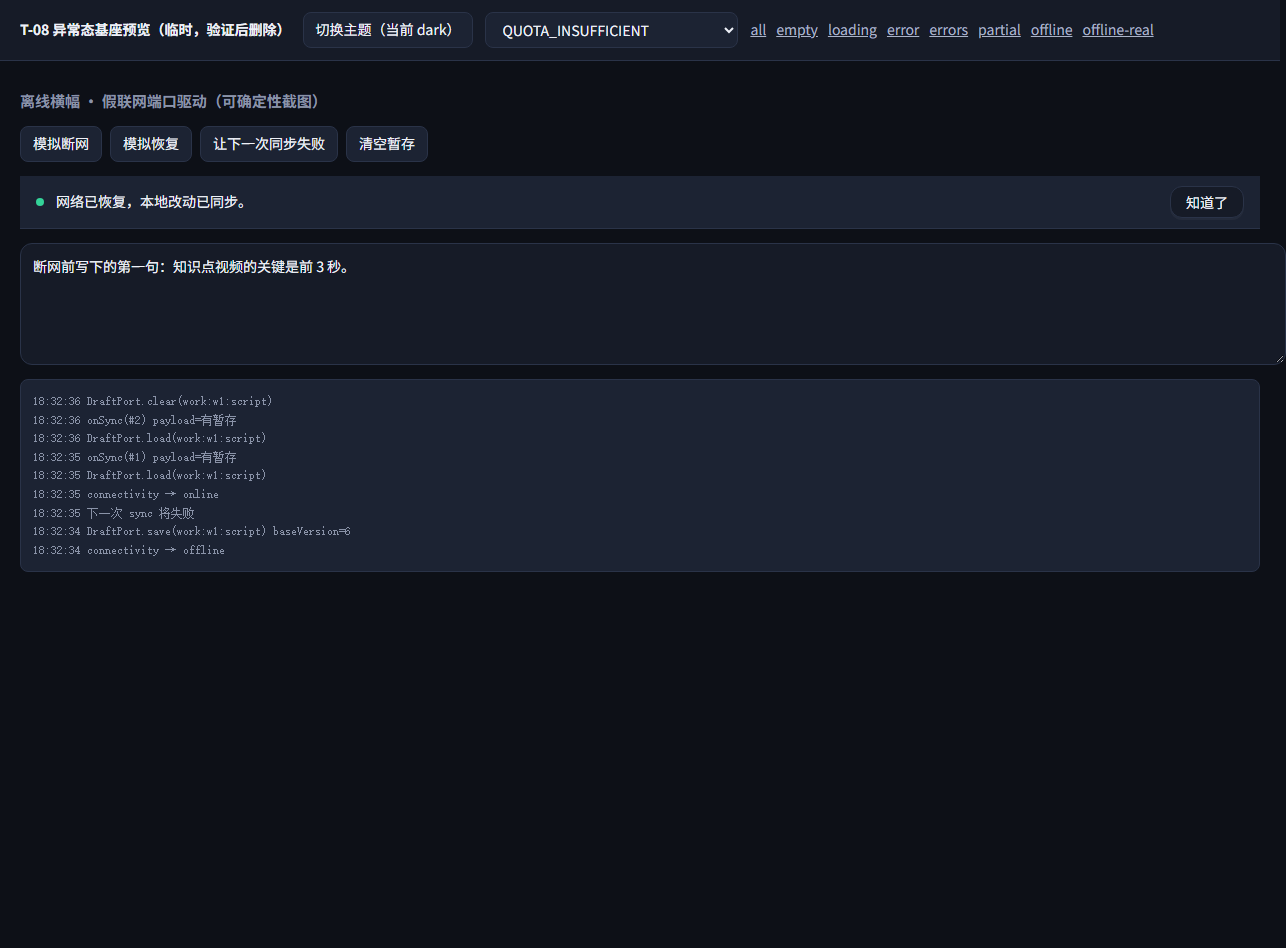 T-08 异常态基座预览（临时，验证后删除） 切换主题（当前 dark） QUOTA_INSUFFICIENT all empty loading error errors partial offline offline-real
离线横幅 · 假联网端口驱动（可确定性截图）
模拟断网 模拟恢复 让下一次同步失败 清空暂存
网络已恢复，本地改动已同步。 知道了
断网前写下的第一句：知识点视频的关键是前 3 秒。
18:32:36 DraftPort.clear(work:w1:script)
18:32:36 onSync(#2) payload=有暂存
18:32:36 DraftPort.load(work:w1:script)
18:32:35 onSync(#1) payload=有暂存
18:32:35 DraftPort.load(work:w1:script)
18:32:35 connectivity → online
18:32:35 下一次 sync 将失败
18:32:34 DraftPort.save(work:w1:script) baseVersion=6
18:32:34 connectivity → offline